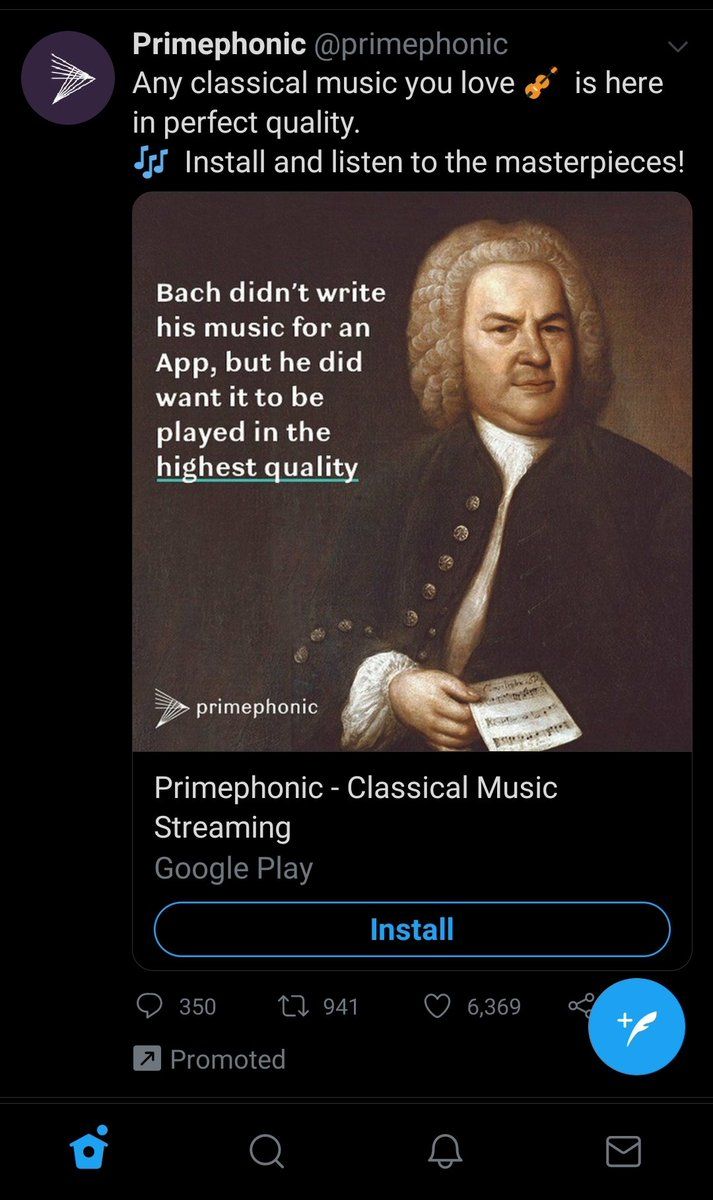 Primephonic @primephonic
Any classical music you love 🎻 is here
in perfect quality.
🎶 Install and listen to the masterpieces!
Bach didn't write
his music for an
App, but he did
want it to be
played in the
highest quality
primephonic
Primephonic - Classical Music
Streaming
Google Play
Install
350 941 6,369
Promoted